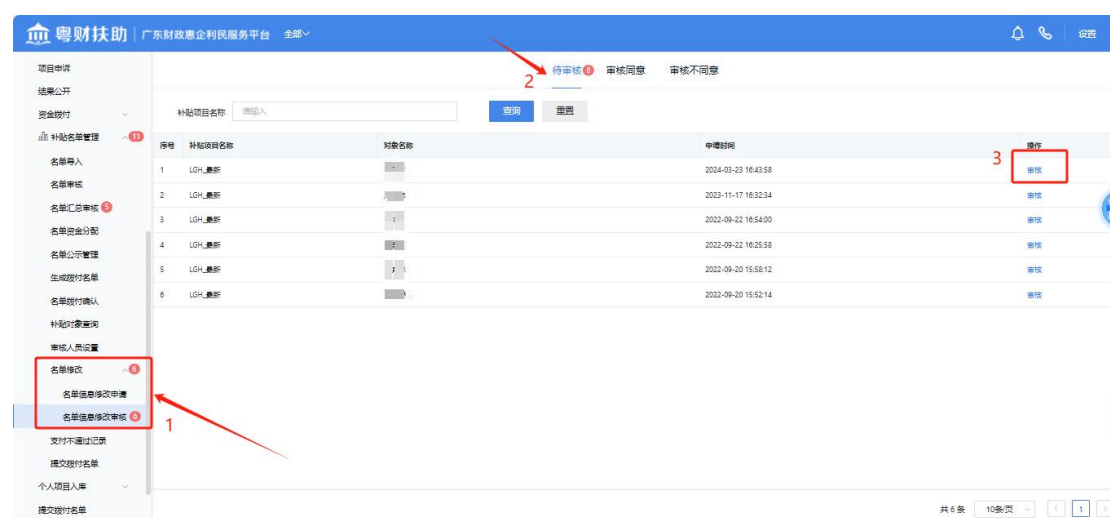 粤财扶助 广东财政惠企利民服务平台 全部 设置
项目申请
结果公开
资金拨付
补贴名单管理 11
名单导入
名单审核
名单汇总审核 5
名单资金分配
名单公示管理
生成拨付名单
名单拨付确认
补贴对象查询
审核人员设置
名单修改 6
名单信息修改申请
名单信息修改审核 6
支付不通过记录
提交拨付名单
个人项目入库
提交拨付名单
1
2
待审核 6 审核同意 审核不同意
补贴项目名称 请输入 查询 重置
序号 补贴项目名称 对象名称 申请时间 操作
3
1 LGH_最新 2024-03-23 16:43:58 审核
2 LGH_最新 2023-11-17 16:32:34 审核
3 LGH_最新 2022-09-22 16:54:00 审核
4 LGH_最新 2022-09-22 16:25:58 审核
5 LGH_最新 2022-09-20 15:58:12 审核
6 LGH_最新 2022-09-20 15:52:14 审核
共 6 条 10条/页 < 1 >